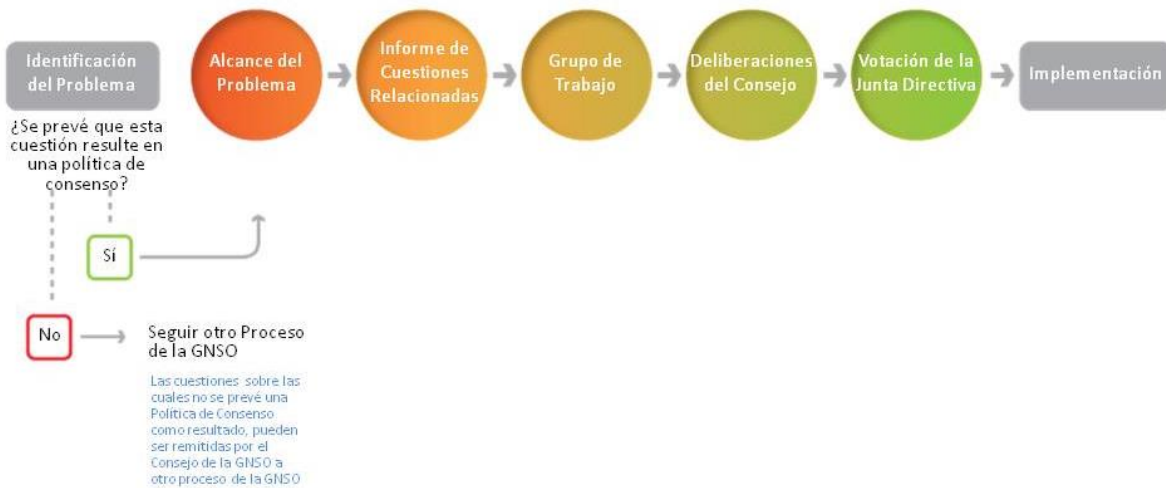 Identificación
del Problema
Alcance del
Problema
Informe de
Cuestiones
Relacionadas
Grupo de
Trabajo
Deliberaciones
del Consejo
Votación de la
Junta Directiva
Implementación
¿Se prevé que esta
cuestión resulte en
una política de
consenso?
Sí
No
Seguir otro Proceso
de la GNSO
Las cuestiones sobre las
cuales no se prevé una
Política de Consenso
como resultado, pueden
ser remitidas por el
Consejo de la GNSO a
otro proceso de la GNSO